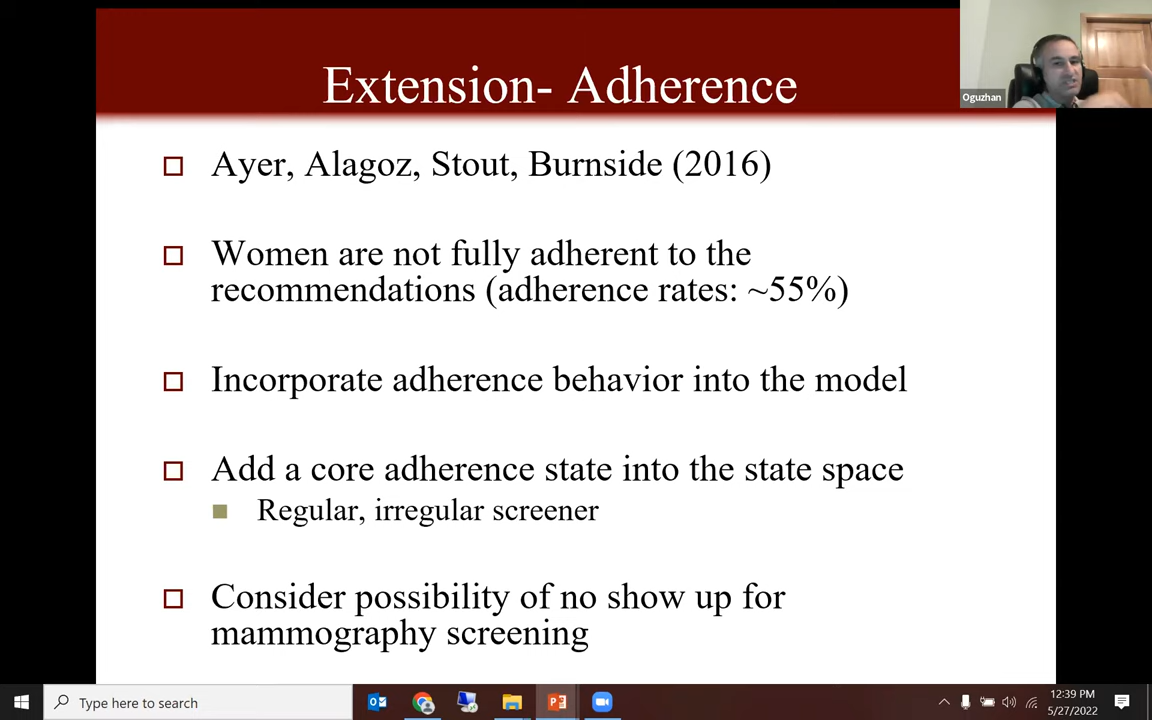 Extension- Adherence
Oguzhan
Ayer, Alagoz, Stout, Burnside (2016)
Women are not fully adherent to the
recommendations (adherence rates: ~55%)
Incorporate adherence behavior into the model
Add a core adherence state into the state space
Regular, irregular screener
Consider possibility of no show up for
mammography screening
Type here to search
12:39 PM
5/27/2022